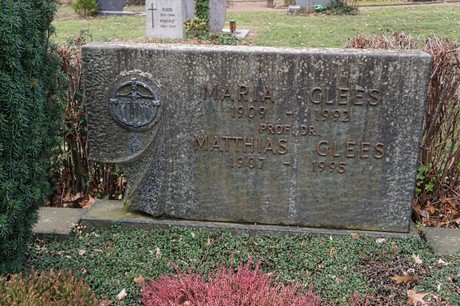 MARIA GLEES
1909 - 1992
PROF. DR.
MATTHIAS GLEES
1907 - 1995